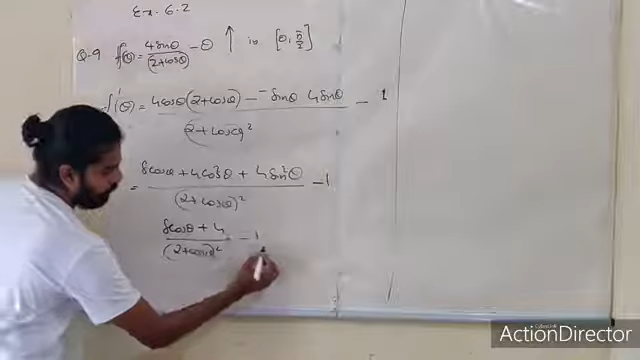 Ex. 6.2
Q.9 f(θ) = 4sinθ/(2+cosθ) - θ ↑ in [0, π/2]
f'(θ) = 4cosθ(2+cosθ) - -sinθ 4sinθ/(2+cosθ)² - 1
= 8cosθ + 4cos²θ + 4sin²θ/(2+cosθ)² - 1
8cosθ + 4/(2+cosθ)² - 1
ActionDirector